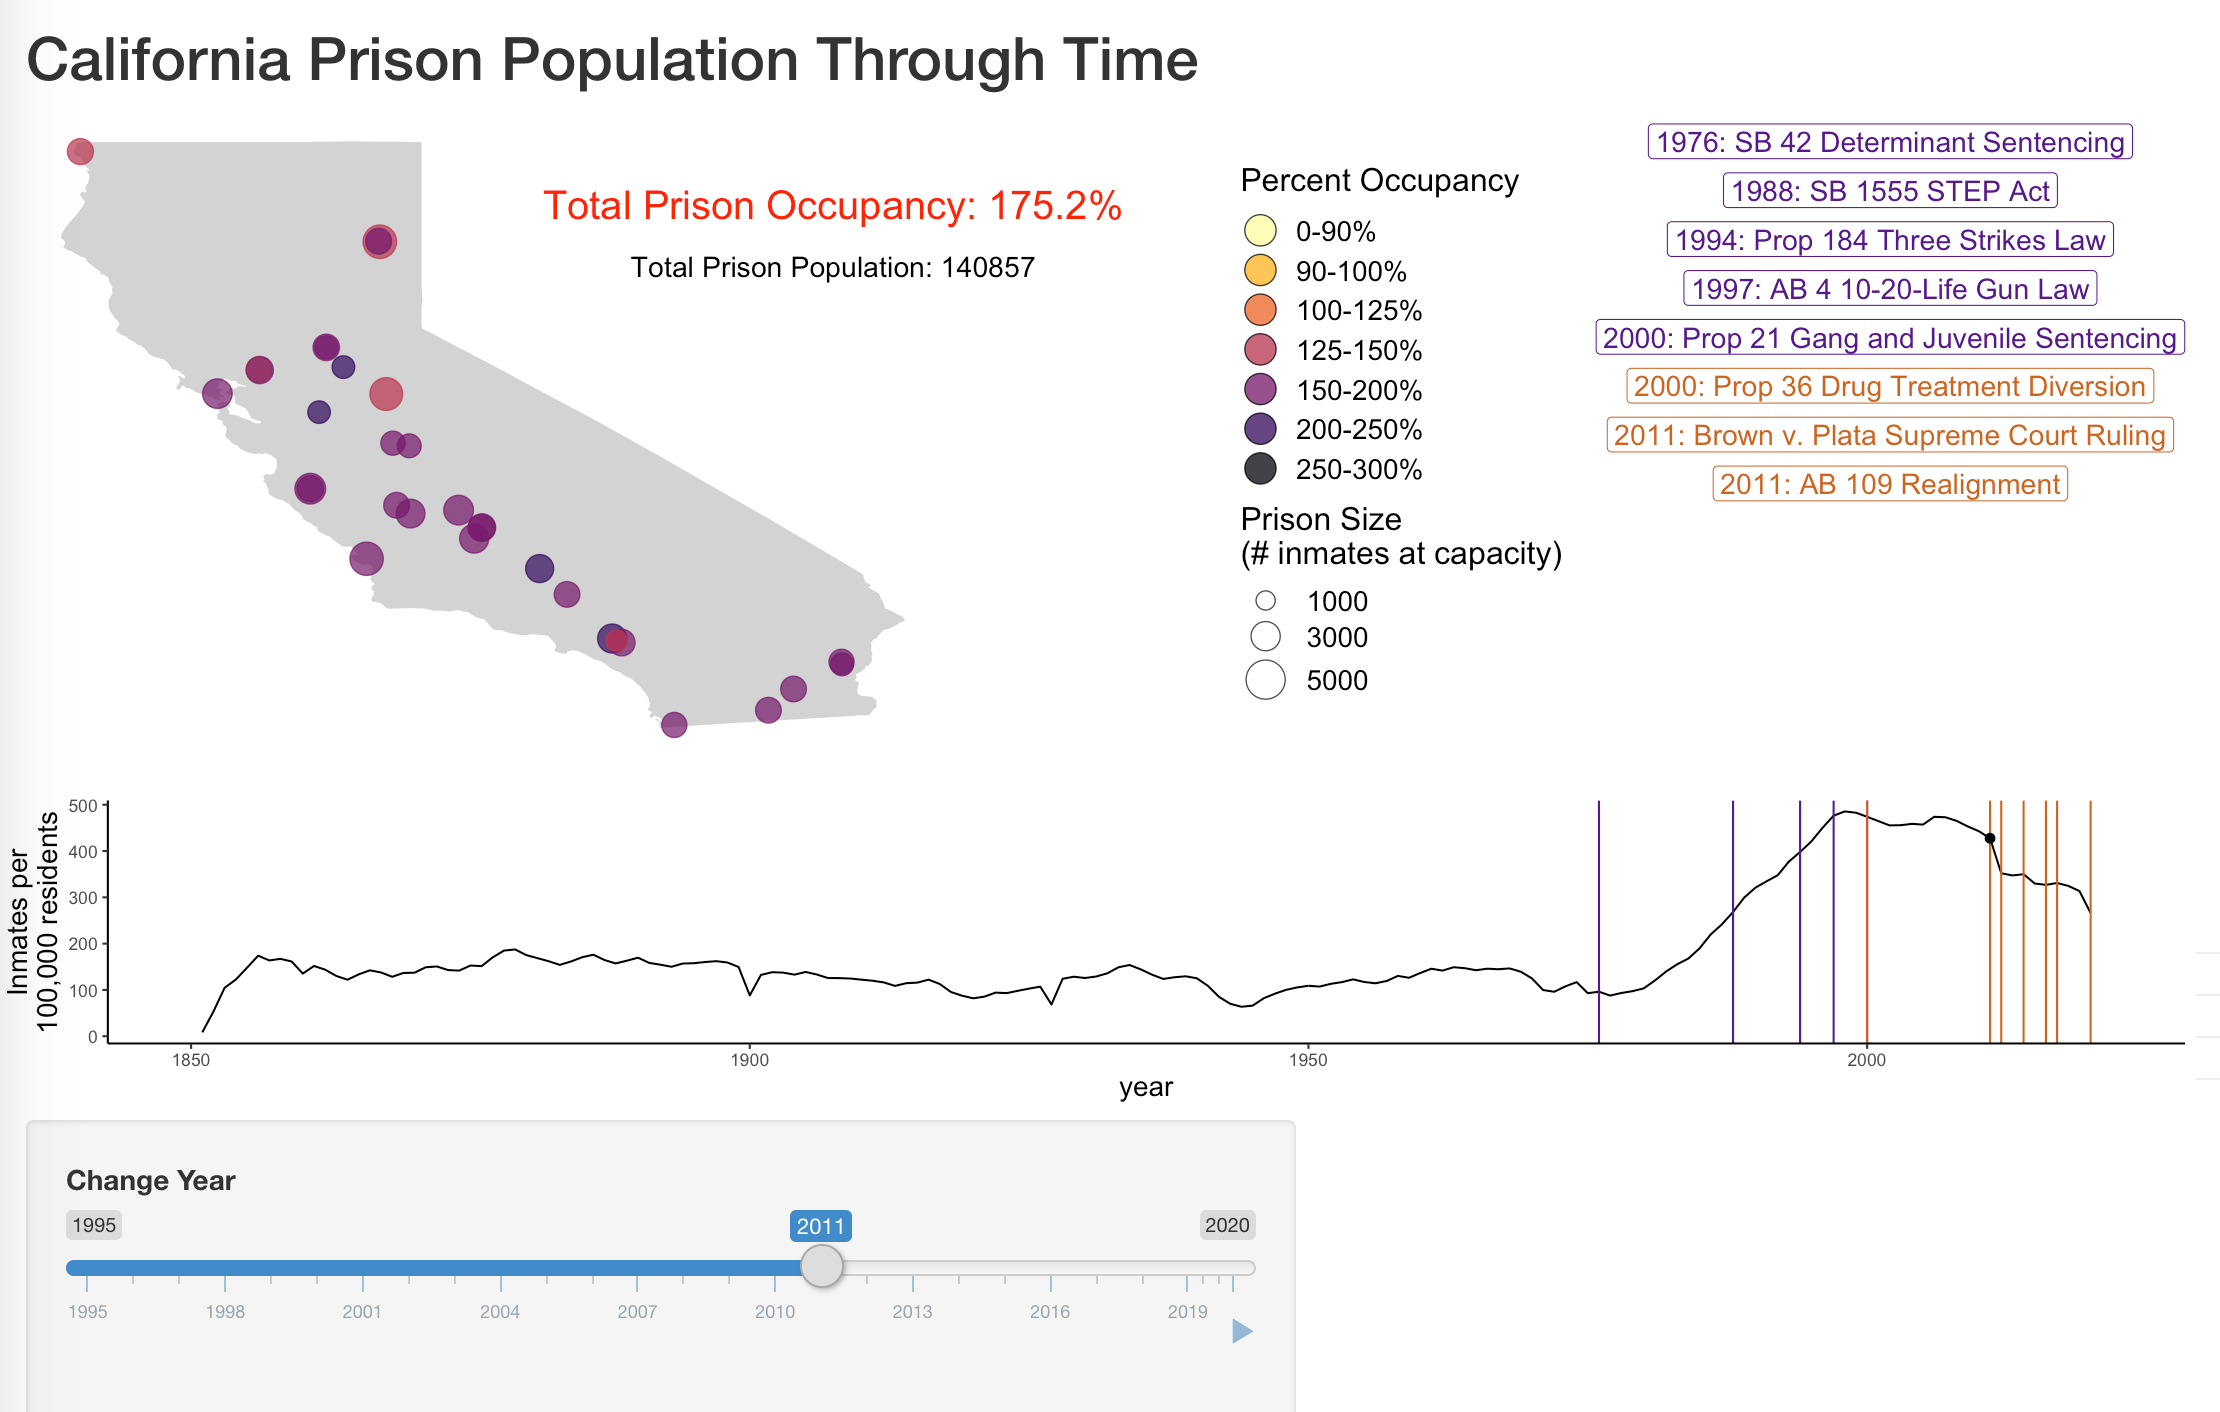 California Prison Population Through Time
Total Prison Occupancy: 175.2%
Total Prison Population: 140857
Percent Occupancy
0-90%
90-100%
100-125%
125-150%
150-200%
200-250%
250-300%
Prison Size
(# inmates at capacity)
1000
3000
5000
1976: SB 42 Determinant Sentencing
1988: SB 1555 STEP Act
1994: Prop 184 Three Strikes Law
1997: AB 4 10-20-Life Gun Law
2000: Prop 21 Gang and Juvenile Sentencing
2000: Prop 36 Drug Treatment Diversion
2011: Brown v. Plata Supreme Court Ruling
2011: AB 109 Realignment
Inmates per
100,000 residents
500
400
300
200
100
0
1850 1900 1950 2000
year
Change Year
1995 2011 2020
1995 1998 2001 2004 2007 2010 2013 2016 2019